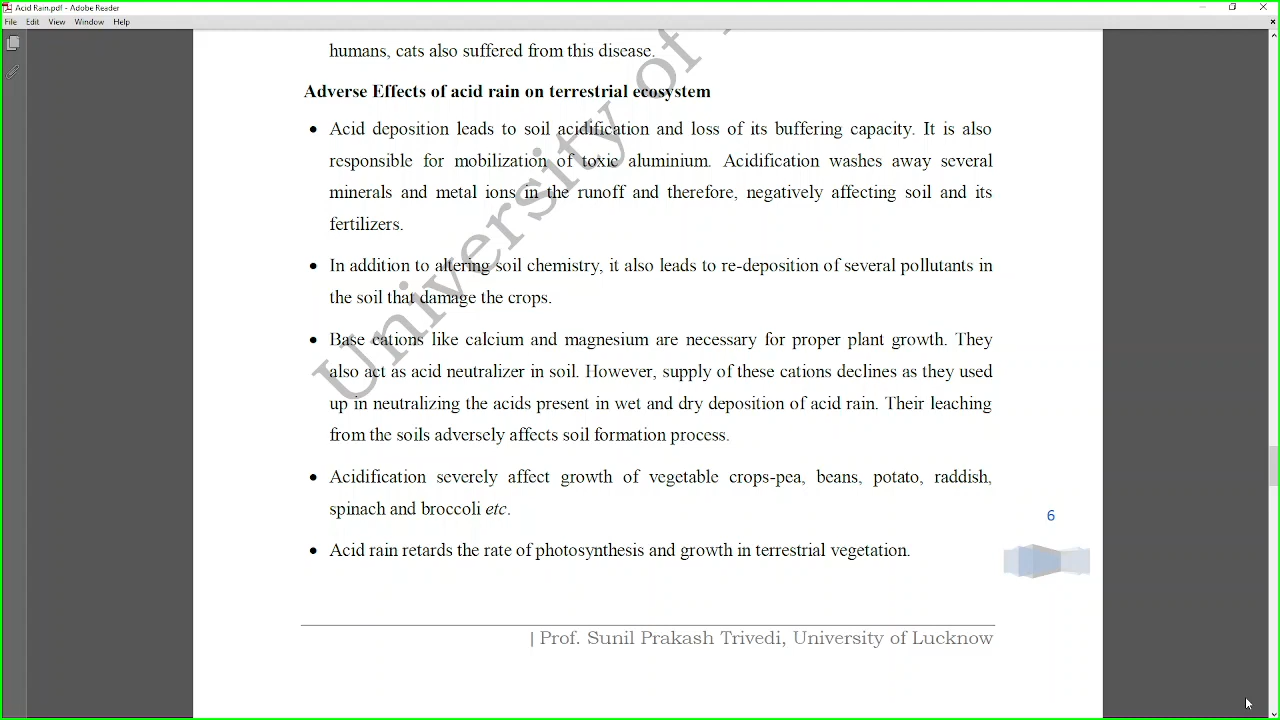 Acid Rain.pdf - Adobe Reader
File Edit View Window Help
humans, cats also suffered from this disease.
Adverse Effects of acid rain on terrestrial ecosystem
• Acid deposition leads to soil acidification and loss of its buffering capacity. It is also
responsible for mobilization of toxic aluminium. Acidification washes away several
minerals and metal ions in the runoff and therefore, negatively affecting soil and its
fertilizers.
• In addition to altering soil chemistry, it also leads to re-deposition of several pollutants in
the soil that damage the crops.
• Base cations like calcium and magnesium are necessary for proper plant growth. They
also act as acid neutralizer in soil. However, supply of these cations declines as they used
up in neutralizing the acids present in wet and dry deposition of acid rain. Their leaching
from the soils adversely affects soil formation process.
• Acidification severely affect growth of vegetable crops-pea, beans, potato, raddish,
spinach and broccoli etc.
• Acid rain retards the rate of photosynthesis and growth in terrestrial vegetation.
University of
6
| Prof. Sunil Prakash Trivedi, University of Lucknow